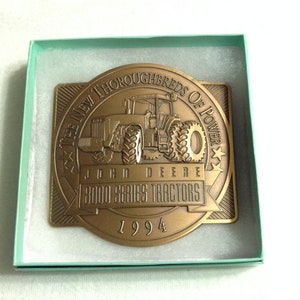 THE NEW THOROUGHBREDS OF POWER
JOHN DEERE
8000 SERIES TRACTORS
1994